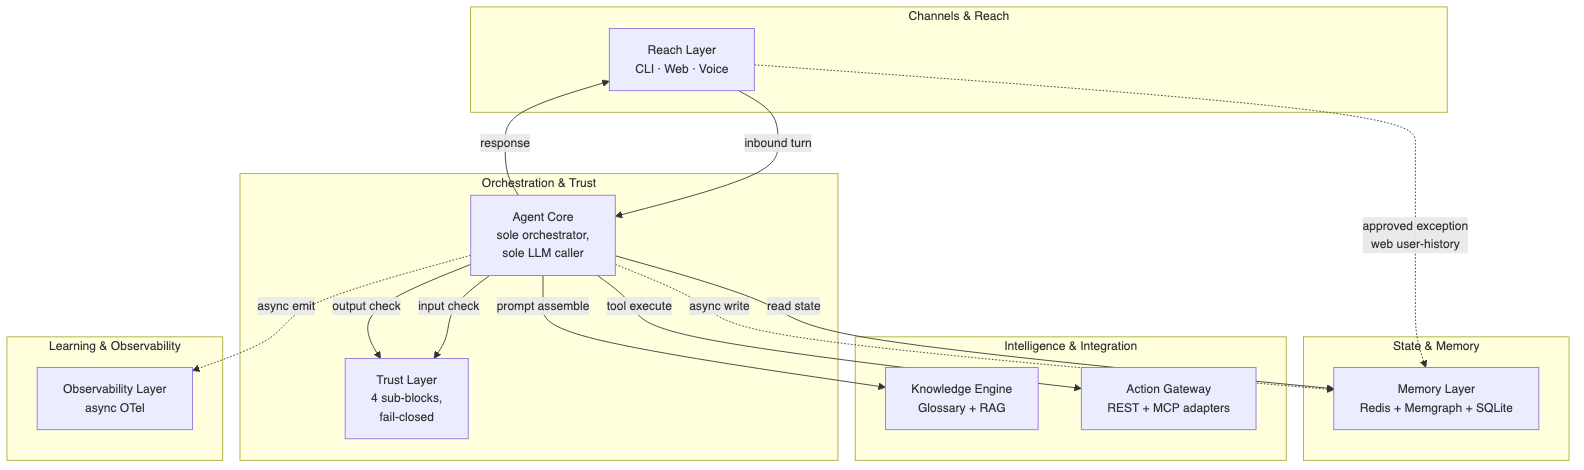 Channels & Reach
Reach Layer
CLI · Web · Voice
response
inbound turn
approved exception
web user-history
Orchestration & Trust
Agent Core
sole orchestrator,
sole LLM caller
async emit
output check
input check
prompt assemble
tool execute
async write
read state
Learning & Observability
Observability Layer
async OTel
Trust Layer
4 sub-blocks,
fail-closed
Intelligence & Integration
Knowledge Engine
Glossary + RAG
Action Gateway
REST + MCP adapters
State & Memory
Memory Layer
Redis + Memgraph + SQLite